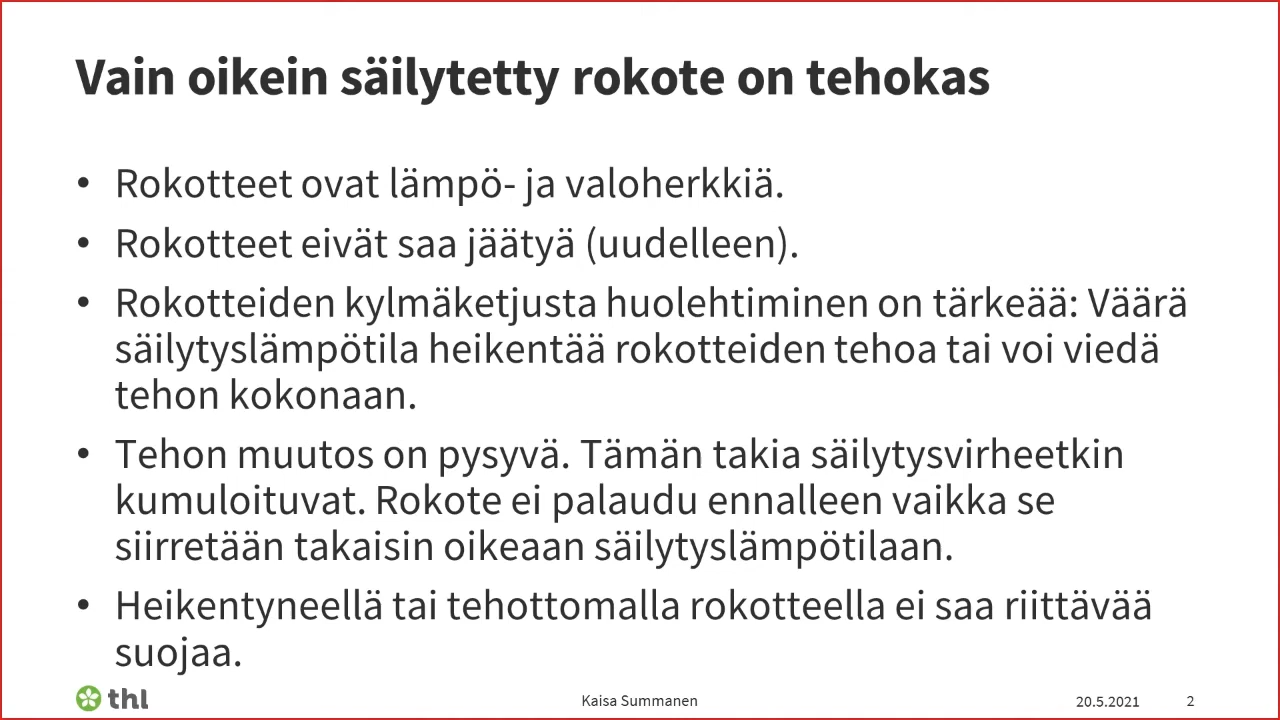 Vain oikein säilytetty rokote on tehokas
• Rokotteet ovat lämpö- ja valoherkkiä.
• Rokotteet eivät saa jäätyä (uudelleen).
• Rokotteiden kylmäketjusta huolehtiminen on tärkeää: Väärä
säilytyslämpötila heikentää rokotteiden tehoa tai voi viedä
tehon kokonaan.
• Tehon muutos on pysyvä. Tämän takia säilytysvirheetkin
kumuloituvat. Rokote ei palaudu ennalleen vaikka se
siirretään takaisin oikeaan säilytyslämpötilaan.
• Heikentyneellä tai tehottomalla rokotteella ei saa riittävää
suojaa.
thl Kaisa Summanen 20.5.2021 2